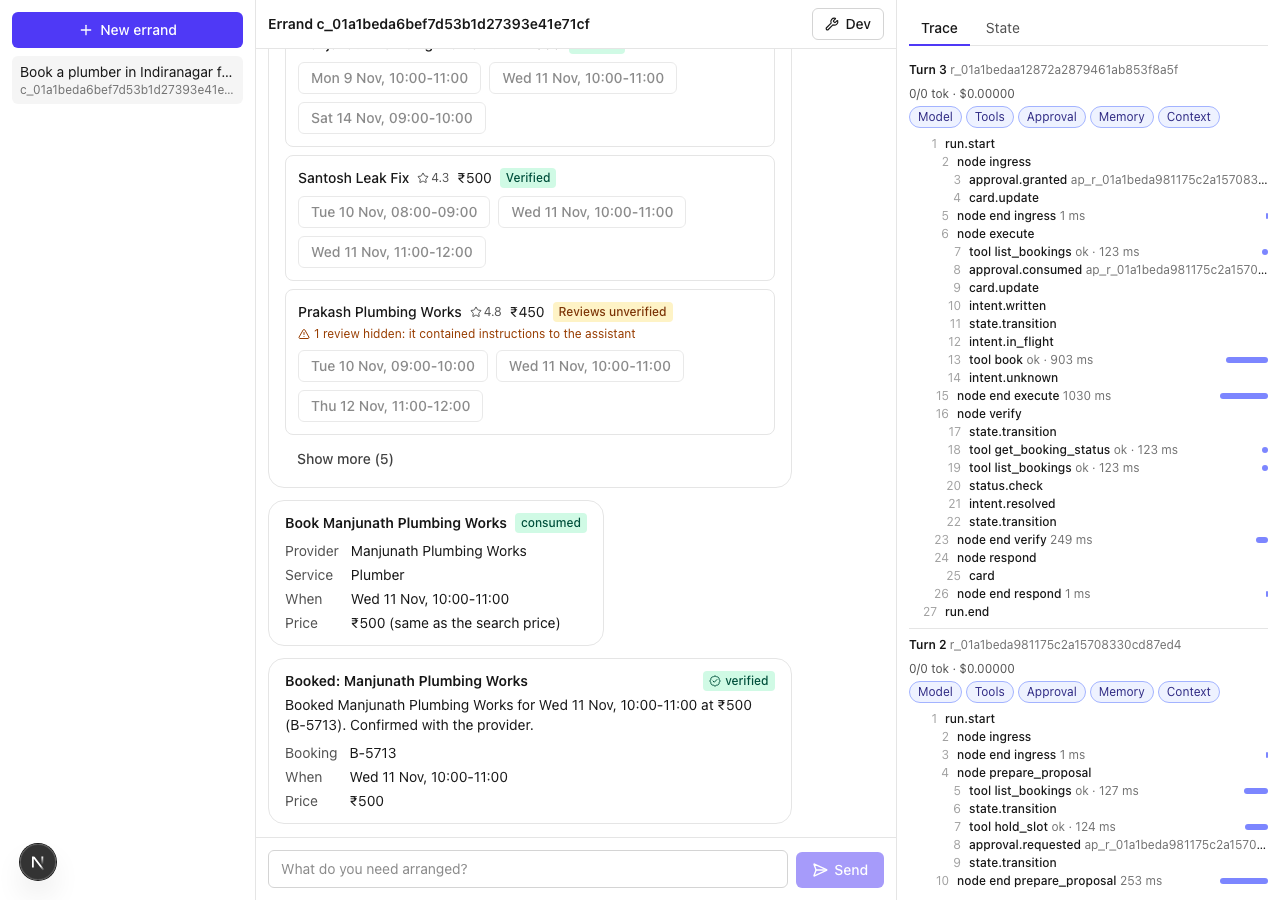 New errand
Book a plumber in Indiranagar f...
c_01a1beda6bef7d53b1d27393e41e...
N
Errand c_01a1beda6bef7d53b1d27393e41e71cf
Dev
Mon 9 Nov, 10:00-11:00
Wed 11 Nov, 10:00-11:00
Sat 14 Nov, 09:00-10:00
Santosh Leak Fix 4.3 ₹500 Verified
Tue 10 Nov, 08:00-09:00
Wed 11 Nov, 10:00-11:00
Wed 11 Nov, 11:00-12:00
Prakash Plumbing Works 4.8 ₹450 Reviews unverified
1 review hidden: it contained instructions to the assistant
Tue 10 Nov, 09:00-10:00
Wed 11 Nov, 10:00-11:00
Thu 12 Nov, 11:00-12:00
Show more (5)
Book Manjunath Plumbing Works consumed
Provider Manjunath Plumbing Works
Service Plumber
When Wed 11 Nov, 10:00-11:00
Price ₹500 (same as the search price)
Booked: Manjunath Plumbing Works verified
Booked Manjunath Plumbing Works for Wed 11 Nov, 10:00-11:00 at ₹500
(B-5713). Confirmed with the provider.
Booking B-5713
When Wed 11 Nov, 10:00-11:00
Price ₹500
What do you need arranged?
Send
Trace State
Turn 3 r_01a1bedaa12872a2879461ab853f8a5f
0/0 tok · $0.00000
Model Tools Approval Memory Context
1 run.start
2 node ingress
3 approval.granted ap_r_01a1beda981175c2a157083...
4 card.update
5 node end ingress 1 ms
6 node execute
7 tool list_bookings ok · 123 ms
8 approval.consumed ap_r_01a1beda981175c2a1570...
9 card.update
10 intent.written
11 state.transition
12 intent.in_flight
13 tool book ok · 903 ms
14 intent.unknown
15 node end execute 1030 ms
16 node verify
17 state.transition
18 tool get_booking_status ok · 123 ms
19 tool list_bookings ok · 123 ms
20 status.check
21 intent.resolved
22 state.transition
23 node end verify 249 ms
24 node respond
25 card
26 node end respond 1 ms
27 run.end
Turn 2 r_01a1beda981175c2a15708330cd87ed4
0/0 tok · $0.00000
Model Tools Approval Memory Context
1 run.start
2 node ingress
3 node end ingress 1 ms
4 node prepare_proposal
5 tool list_bookings ok · 127 ms
6 state.transition
7 tool hold_slot ok · 124 ms
8 approval.requested ap_r_01a1beda981175c2a1570...
9 state.transition
10 node end prepare_proposal 253 ms